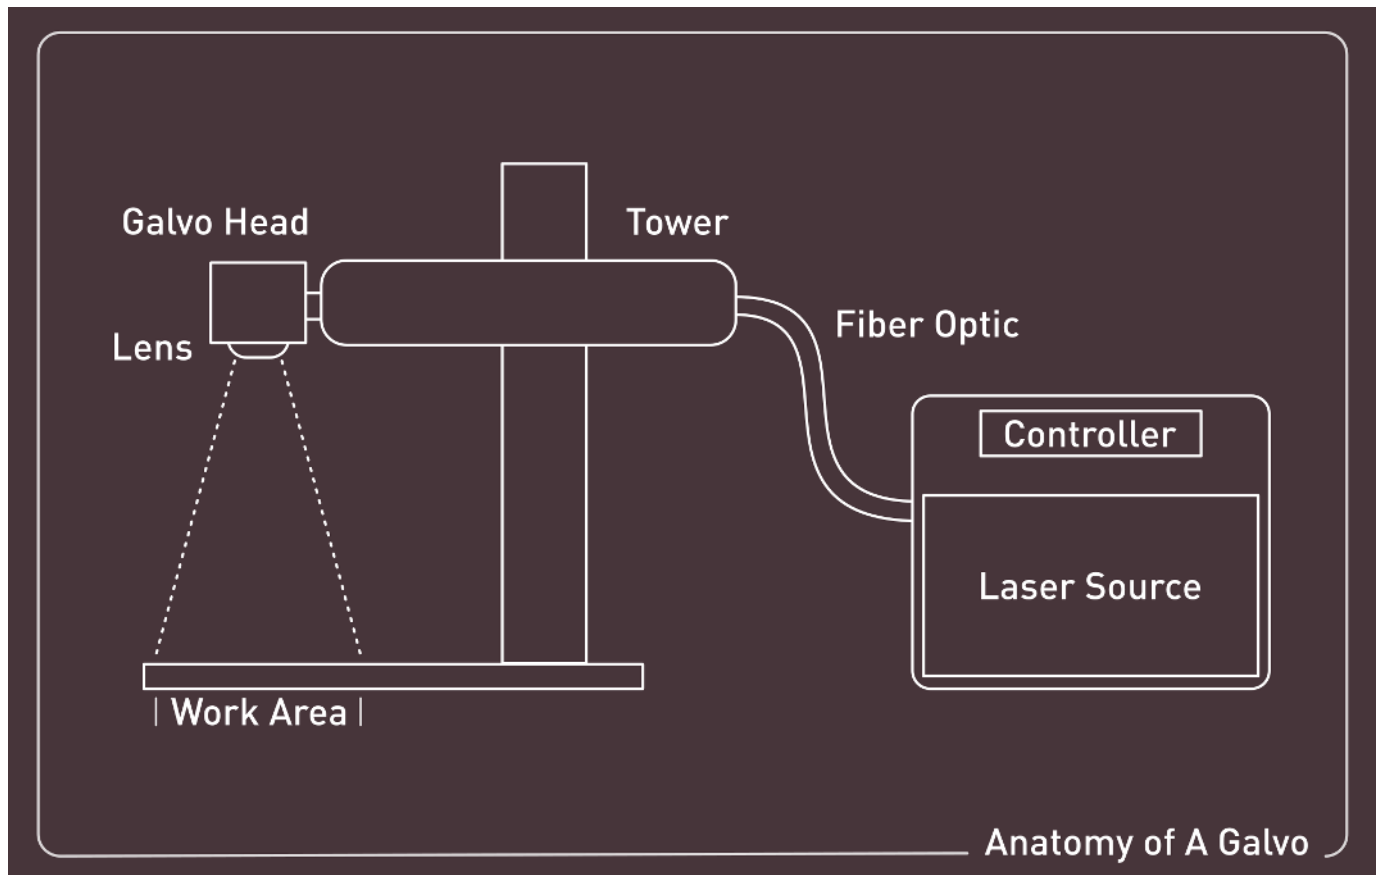 Galvo Head
Tower
Lens
Fiber Optic
Controller
Laser Source
Work Area
Anatomy of A Galvo